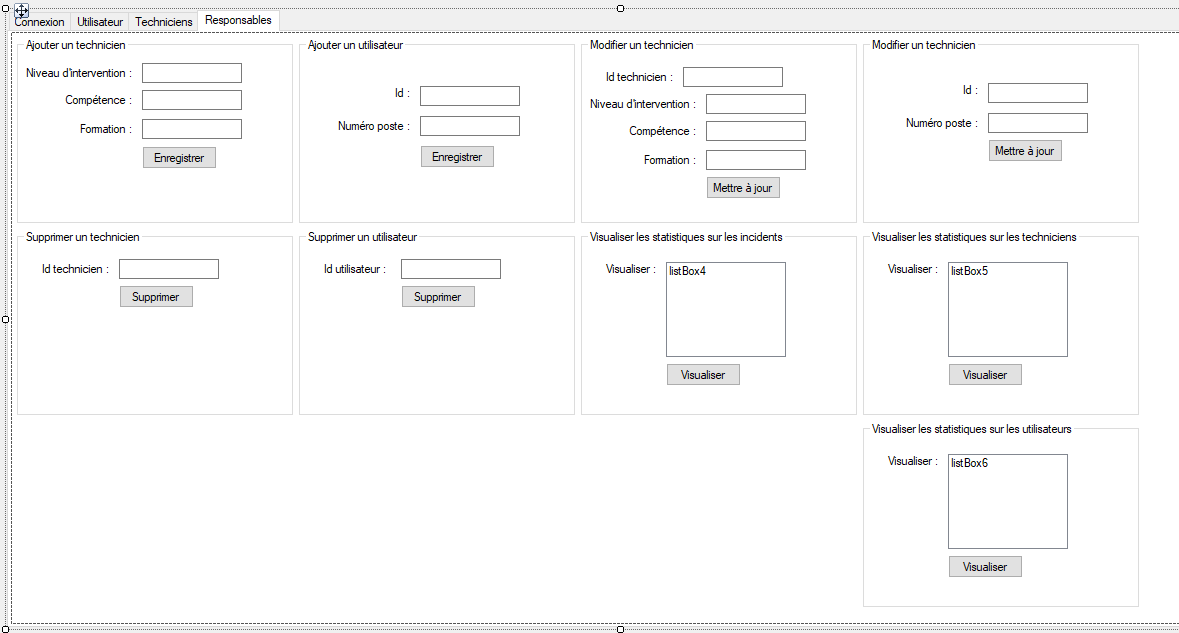 Connexion Utilisateur Techniciens Responsables
Ajouter un technicien
Niveau d'intervention :
Compétence :
Formation :
Enregistrer
Ajouter un utilisateur
Id :
Numéro poste :
Enregistrer
Modifier un technicien
Id technicien :
Niveau d'intervention :
Compétence :
Formation :
Mettre à jour
Modifier un technicien
Id :
Numéro poste :
Mettre à jour
Supprimer un technicien
Id technicien :
Supprimer
Supprimer un utilisateur
Id utilisateur :
Supprimer
Visualiser les statistiques sur les incidents
Visualiser : listBox4
Visualiser
Visualiser les statistiques sur les techniciens
Visualiser : listBox5
Visualiser
Visualiser les statistiques sur les utilisateurs
Visualiser : listBox6
Visualiser